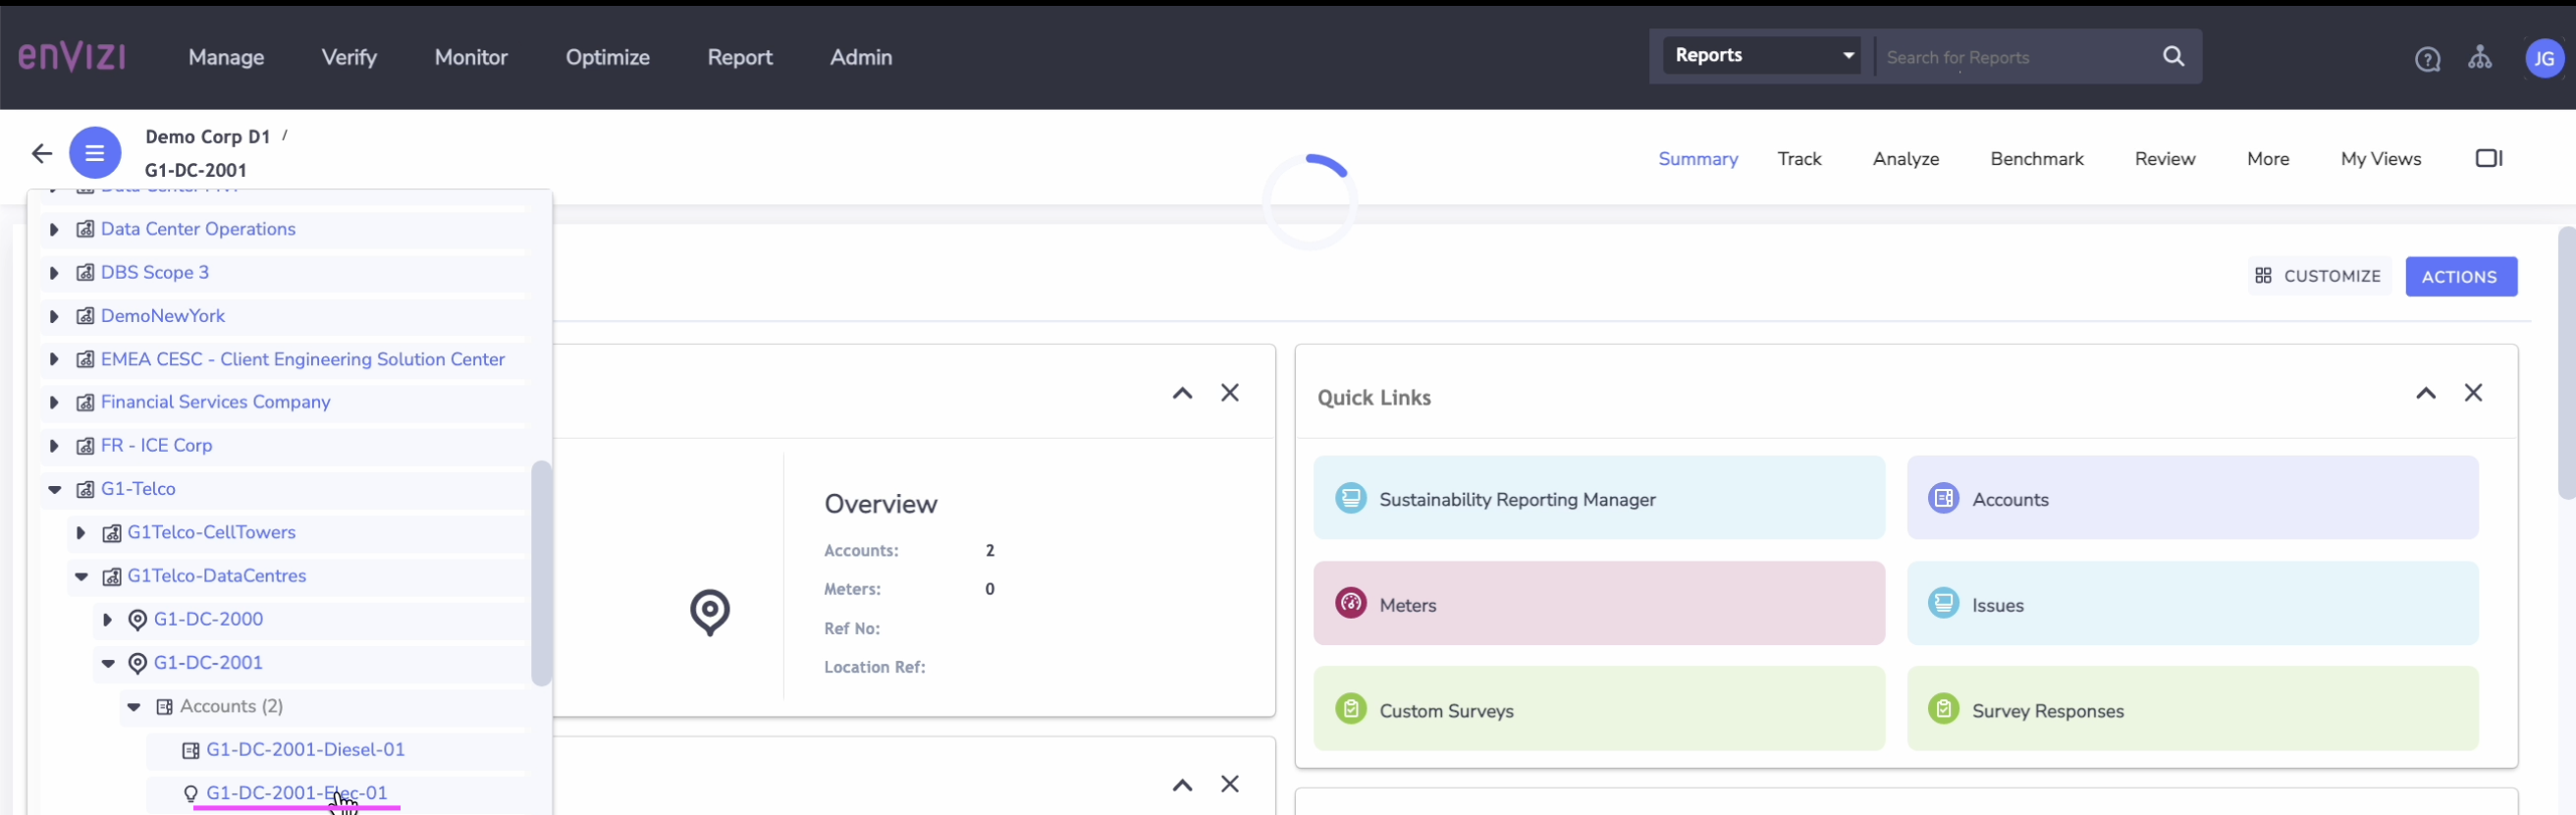 enVIZI
Manage Verify Monitor Optimize Report Admin
Reports
Search for Reports
JG
Demo Corp D1 /
G1-DC-2001
Summary Track Analyze Benchmark Review More My Views
Data Center Operations
DBS Scope 3
DemoNewYork
EMEA CESC - Client Engineering Solution Center
Financial Services Company
FR - ICE Corp
G1-Telco
G1Telco-CellTowers
G1Telco-DataCentres
G1-DC-2000
G1-DC-2001
Accounts (2)
G1-DC-2001-Diesel-01
G1-DC-2001-Elec-01
CUSTOMIZE ACTIONS
Overview
Accounts: 2
Meters: 0
Ref No:
Location Ref:
Quick Links
Sustainability Reporting Manager
Accounts
Meters
Issues
Custom Surveys
Survey Responses